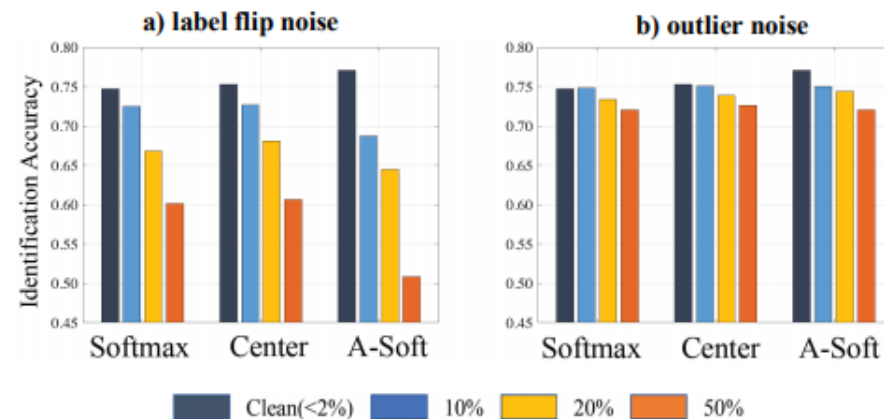 a) label flip noise
Identification Accuracy
0.80
0.75
0.70
0.65
0.60
0.55
0.50
0.45
Softmax Center A-Soft
b) outlier noise
0.80
0.75
0.70
0.65
0.60
0.55
0.50
0.45
Softmax Center A-Soft
Clean(<2%) 10% 20% 50%